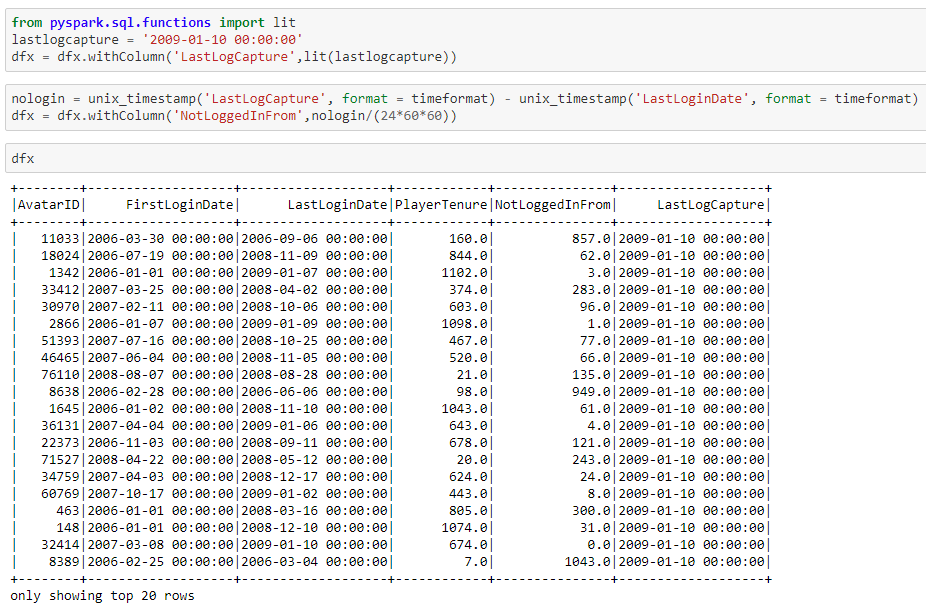 from pyspark.sql.functions import lit
lastlogcapture = '2009-01-10 00:00:00'
dfx = dfx.withColumn('LastLogCapture',lit(lastlogcapture))
nologin = unix_timestamp('LastLogCapture', format = timeformat) - unix_timestamp('LastLoginDate', format = timeformat)
dfx = dfx.withColumn('NotLoggedInFrom',nologin/(24*60*60))
dfx
+--------+-------------------+-------------------+------------+---------------+-------------------+
|AvatarID|     FirstLoginDate|      LastLoginDate|PlayerTenure|NotLoggedInFrom|     LastLogCapture|
+--------+-------------------+-------------------+------------+---------------+-------------------+
|   11033|2006-03-30 00:00:00|2006-09-06 00:00:00|       160.0|          857.0|2009-01-10 00:00:00|
|   18024|2006-07-19 00:00:00|2008-11-09 00:00:00|       844.0|           62.0|2009-01-10 00:00:00|
|    1342|2006-01-01 00:00:00|2009-01-07 00:00:00|      1102.0|            3.0|2009-01-10 00:00:00|
|   33412|2007-03-25 00:00:00|2008-04-02 00:00:00|       374.0|          283.0|2009-01-10 00:00:00|
|   30970|2007-02-11 00:00:00|2008-10-06 00:00:00|       603.0|           96.0|2009-01-10 00:00:00|
|    2866|2006-01-07 00:00:00|2009-01-09 00:00:00|      1098.0|            1.0|2009-01-10 00:00:00|
|   51393|2007-07-16 00:00:00|2008-10-25 00:00:00|       467.0|           77.0|2009-01-10 00:00:00|
|   46465|2007-06-04 00:00:00|2008-11-05 00:00:00|       520.0|           66.0|2009-01-10 00:00:00|
|   76110|2008-08-07 00:00:00|2008-08-28 00:00:00|        21.0|          135.0|2009-01-10 00:00:00|
|    8638|2006-02-28 00:00:00|2006-06-06 00:00:00|        98.0|          949.0|2009-01-10 00:00:00|
|    1645|2006-01-02 00:00:00|2008-11-10 00:00:00|      1043.0|           61.0|2009-01-10 00:00:00|
|   36131|2007-04-04 00:00:00|2009-01-06 00:00:00|       643.0|            4.0|2009-01-10 00:00:00|
|   22373|2006-11-03 00:00:00|2008-09-11 00:00:00|       678.0|          121.0|2009-01-10 00:00:00|
|   71527|2008-04-22 00:00:00|2008-05-12 00:00:00|        20.0|          243.0|2009-01-10 00:00:00|
|   34759|2007-04-03 00:00:00|2008-12-17 00:00:00|       624.0|           24.0|2009-01-10 00:00:00|
|   60769|2007-10-17 00:00:00|2009-01-02 00:00:00|       443.0|            8.0|2009-01-10 00:00:00|
|     463|2006-01-01 00:00:00|2008-03-16 00:00:00|       805.0|          300.0|2009-01-10 00:00:00|
|     148|2006-01-01 00:00:00|2008-12-10 00:00:00|      1074.0|           31.0|2009-01-10 00:00:00|
|   32414|2007-03-08 00:00:00|2009-01-10 00:00:00|       674.0|            0.0|2009-01-10 00:00:00|
|    8389|2006-02-25 00:00:00|2006-03-04 00:00:00|         7.0|         1043.0|2009-01-10 00:00:00|
+--------+-------------------+-------------------+------------+---------------+-------------------+
only showing top 20 rows